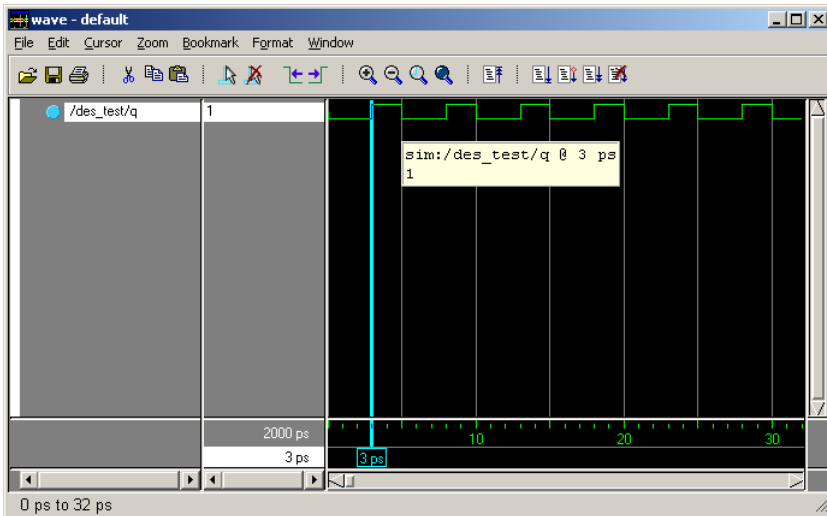 wave - default
File Edit Cursor Zoom Bookmark Format Window
/des_test/q 1
sim:/des_test/q @ 3 ps
1
2000 ps 10 20 30
3 ps 3 ps
0 ps to 32 ps